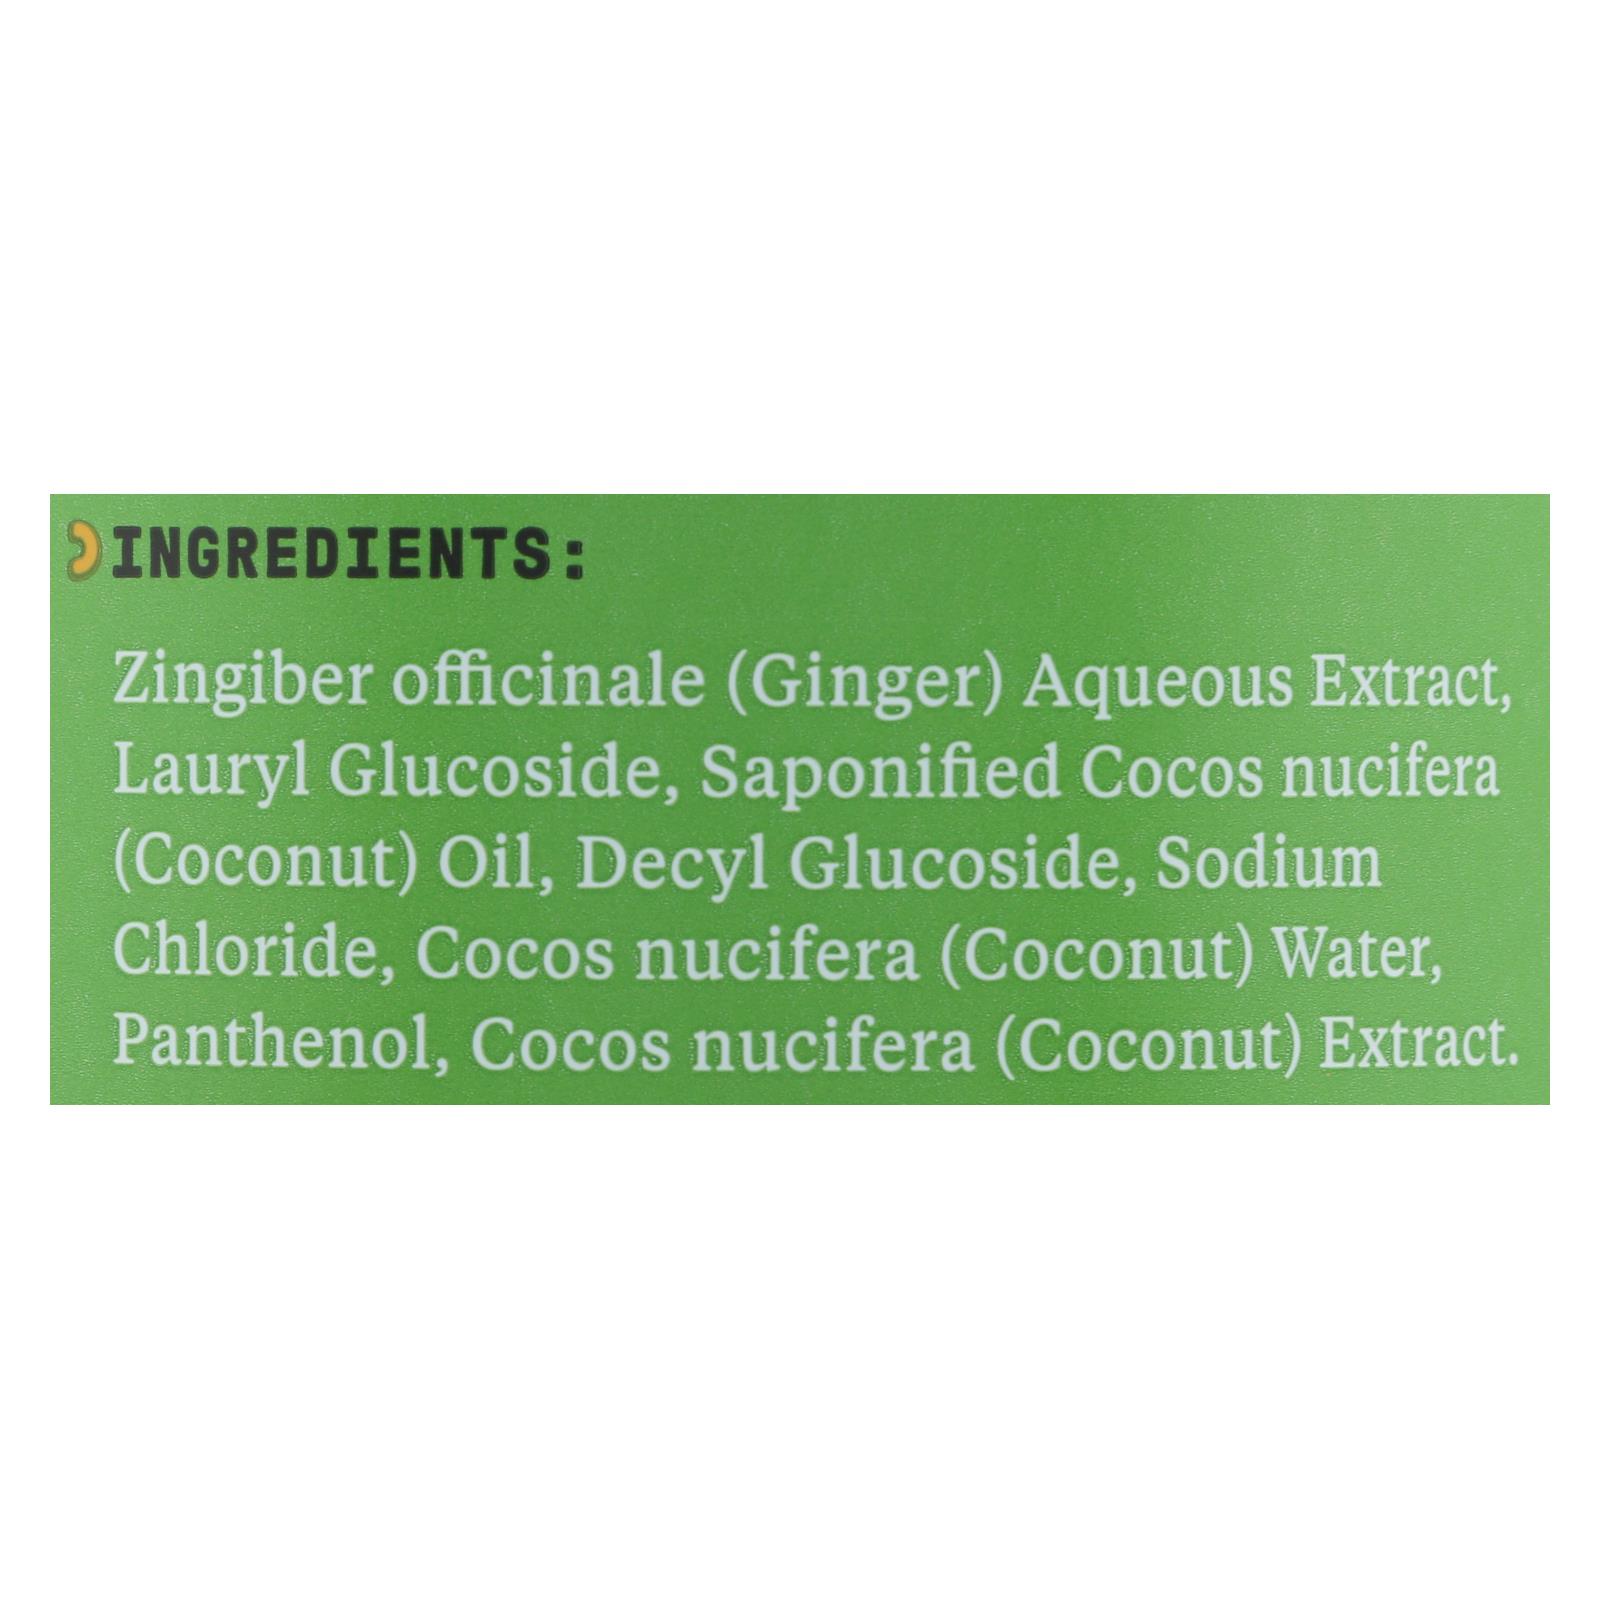 INGREDIENTS:
Zingiber officinale (Ginger) Aqueous Extract,
Lauryl Glucoside, Saponified Cocos nucifera
(Coconut) Oil, Decyl Glucoside, Sodium
Chloride, Cocos nucifera (Coconut) Water,
Panthenol, Cocos nucifera (Coconut) Extract.